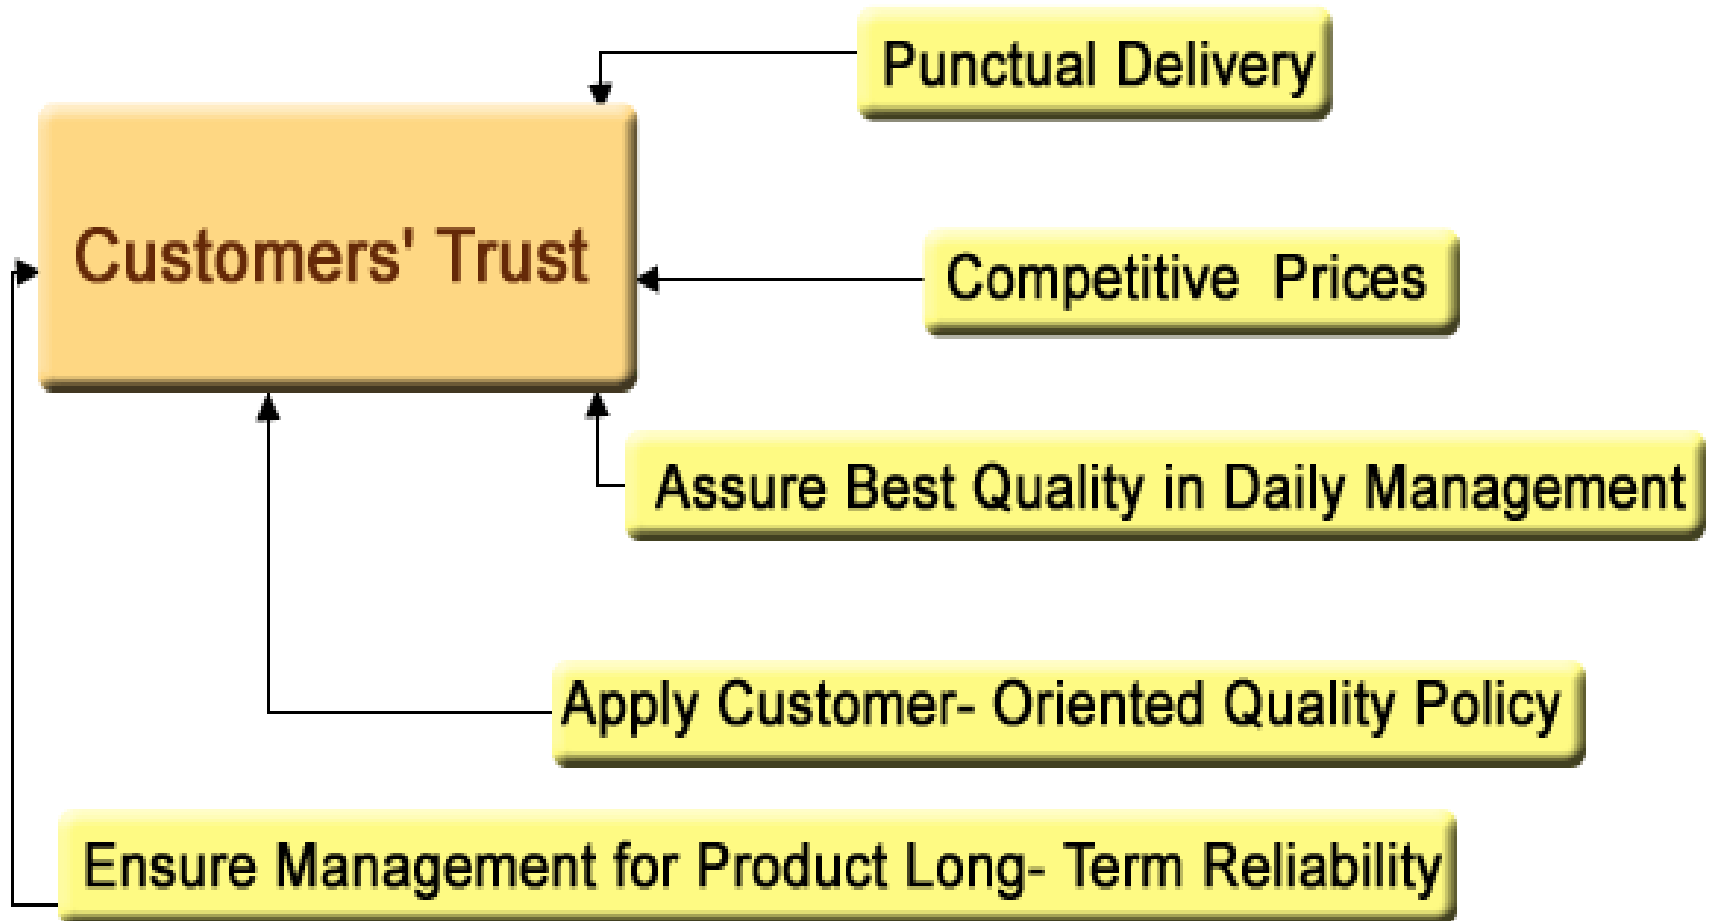 Punctual Delivery
Customers' Trust
Competitive Prices
Assure Best Quality in Daily Management
Apply Customer- Oriented Quality Policy
Ensure Management for Product Long- Term Reliability